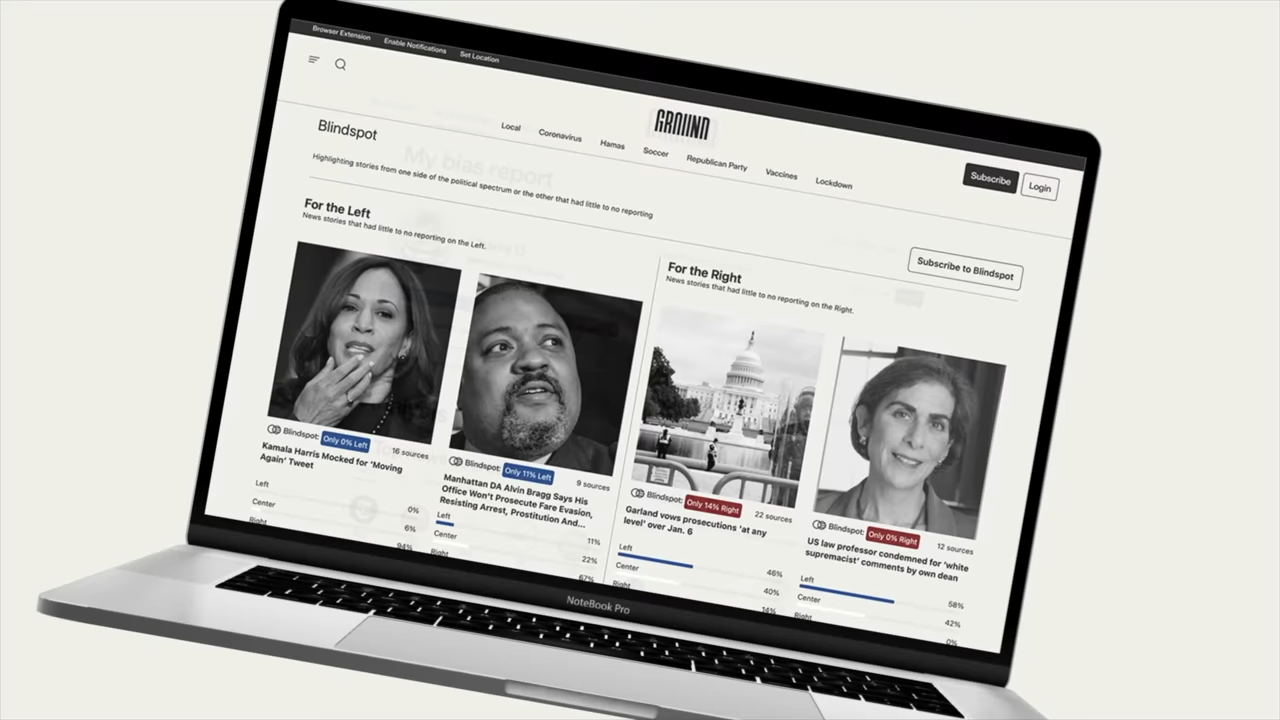 Browser Extension
Enable Notifications
Set Location
GROUND
Local
Coronavirus
Hamas
Soccer
Republican Party
Vaccines
Lockdown
Subscribe
Login
Blindspot
Highlighting stories from one side of the political spectrum or the other that had little to no reporting
My bias report
Subscribe to Blindspot
For the Left
News stories that had little to no reporting on the Left.
For the Right
News stories that had little to no reporting on the Right.
Blindspot: Only 0% Left 16 sources
Kamala Harris Mocked for 'Moving
Again' Tweet
Left 0%
Center 6%
Right 94%
Blindspot: Only 11% Left 9 sources
Manhattan DA Alvin Bragg Says His
Office Won't Prosecute Fare Evasion,
Resisting Arrest, Prostitution And...
Left 11%
Center 22%
Right 67%
Blindspot: Only 14% Right 22 sources
Garland vows prosecutions 'at any
level' over Jan. 6
Left 46%
Center 40%
Right 14%
Blindspot: Only 0% Right 12 sources
US law professor condemned for 'white
supremacist' comments by own dean
Left 58%
Center 42%
Right 0%
NoteBook Pro